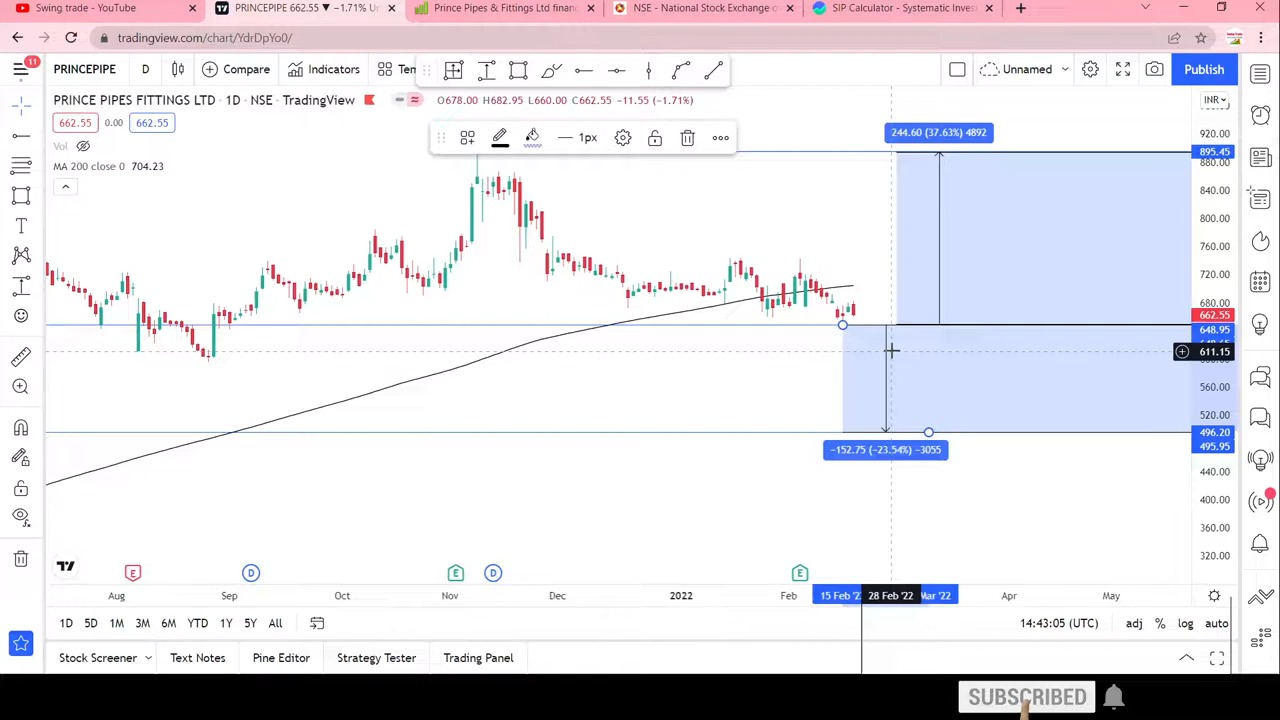 Swing trade - YouTube
PRINCEPIPE 662.55 ▼ −1.71% Un
Prince Pipes & Fittings Ltd finan
NSE - National Stock Exchange o
SIP Calculator - Systematic Inves
tradingview.com/chart/YdrDpYo0/
11
PRINCEPIPE
D
Compare
Indicators
Tem
Unnamed
Publish
PRINCE PIPES FITTINGS LTD · 1D · NSE · TradingView
O678.00 H682.95 L660.00 C662.55 −11.55 (−1.71%)
INR
662.55
0.00
662.55
1px
Vol
MA 200 close 0 704.23
244.60 (37.63%) 4892
920.00
895.45
880.00
840.00
800.00
760.00
720.00
680.00
662.55
648.95
611.15
560.00
520.00
496.20
495.95
440.00
400.00
360.00
320.00
−152.75 (−23.54%) −3055
E
D
E
D
E
Aug
Sep
Oct
Nov
Dec
2022
Feb
15 Feb '2
28 Feb '22
Mar '22
Apr
May
1D
5D
1M
3M
6M
YTD
1Y
5Y
All
14:43:05 (UTC)
adj
%
log
auto
Stock Screener
Text Notes
Pine Editor
Strategy Tester
Trading Panel
SUBSCRIBED